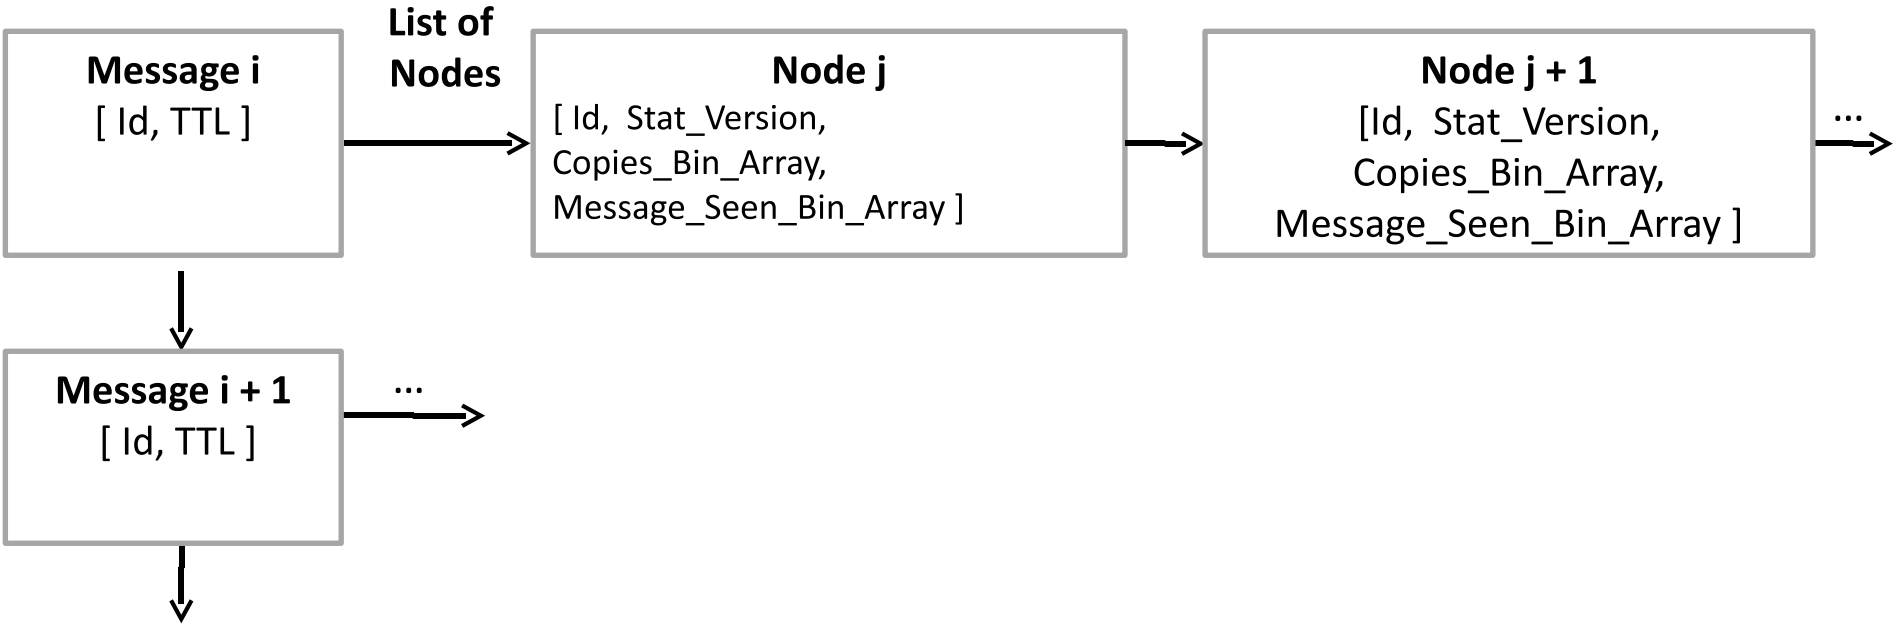 Message i
[ Id, TTL ]
List of
Nodes
Node j
[ Id,  Stat_Version,
Copies_Bin_Array,
Message_Seen_Bin_Array ]
Node j + 1
[Id,  Stat_Version,
Copies_Bin_Array,
Message_Seen_Bin_Array ]
...
Message i + 1
[ Id, TTL ]
...